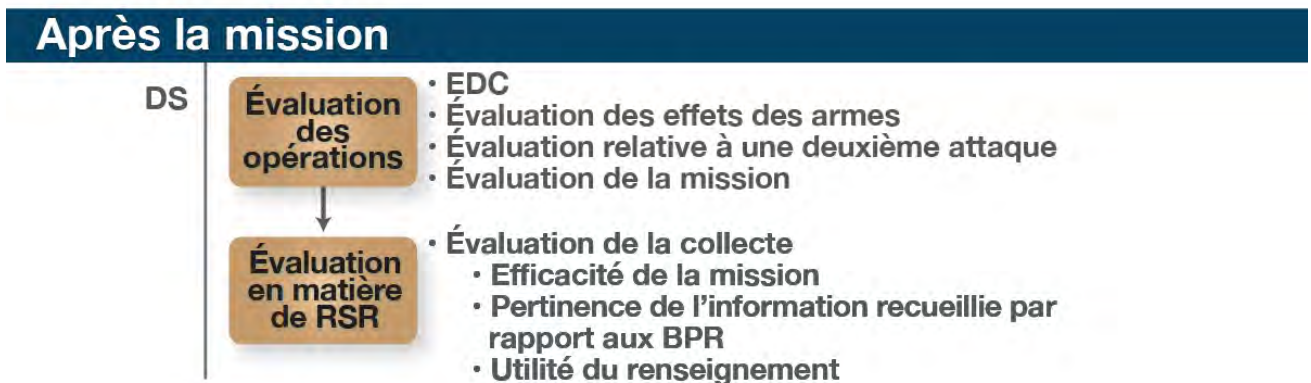 Après la mission
DS
Évaluation
des
opérations
• EDC
• Évaluation des effets des armes
• Évaluation relative à une deuxième attaque
• Évaluation de la mission
Évaluation
en matière
de RSR
• Évaluation de la collecte
• Efficacité de la mission
• Pertinence de l'information recueillie par
rapport aux BPR
• Utilité du renseignement